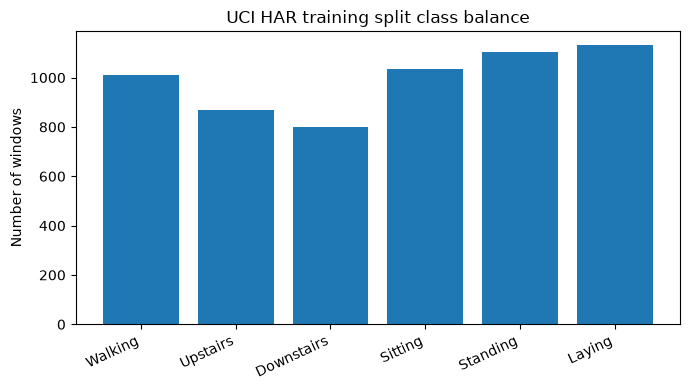 UCI HAR training split class balance
Number of windows
1000
800
600
400
200
0
Walking
Upstairs
Downstairs
Sitting
Standing
Laying